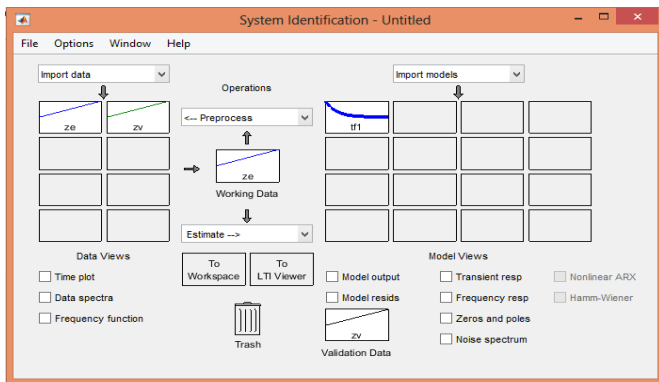 System Identification - Untitled
File Options Window Help
Import data
Import models
Operations
<-- Preprocess
ze
zv
tf1
ze
Working Data
Estimate -->
Data Views
Time plot
Data spectra
Frequency function
To
Workspace
To
LTI Viewer
Trash
Model Views
Model output
Transient resp
Nonlinear ARX
Model resids
Frequency resp
Hamm-Wiener
Zeros and poles
Noise spectrum
zv
Validation Data